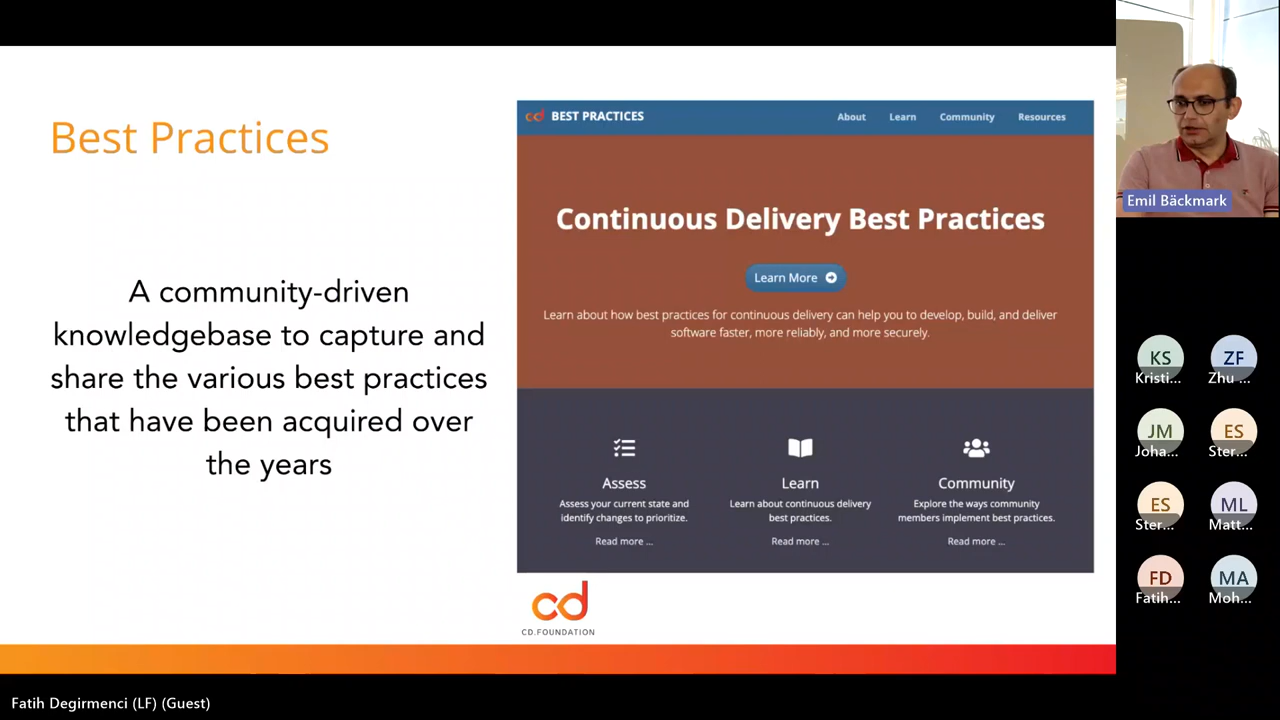 Best Practices
A community-driven
knowledgebase to capture and
share the various best practices
that have been acquired over
the years
cd BEST PRACTICES
About Learn Community Resources
Continuous Delivery Best Practices
Learn More
Learn about how best practices for continuous delivery can help you to develop, build, and deliver
software faster, more reliably, and more securely.
Assess
Assess your current state and
identify changes to prioritize.
Read more ...
Learn
Learn about continuous delivery
best practices.
Read more ...
Community
Explore the ways community
members implement best practices.
Read more ...
cd
CD.FOUNDATION
Emil Bäckmark
KS
Kristi...
ZF
Zhu ...
JM
Joha...
ES
Ster...
ES
Ster...
ML
Matt...
FD
Fatih...
MA
Moh...
Fatih Degirmenci (LF) (Guest)